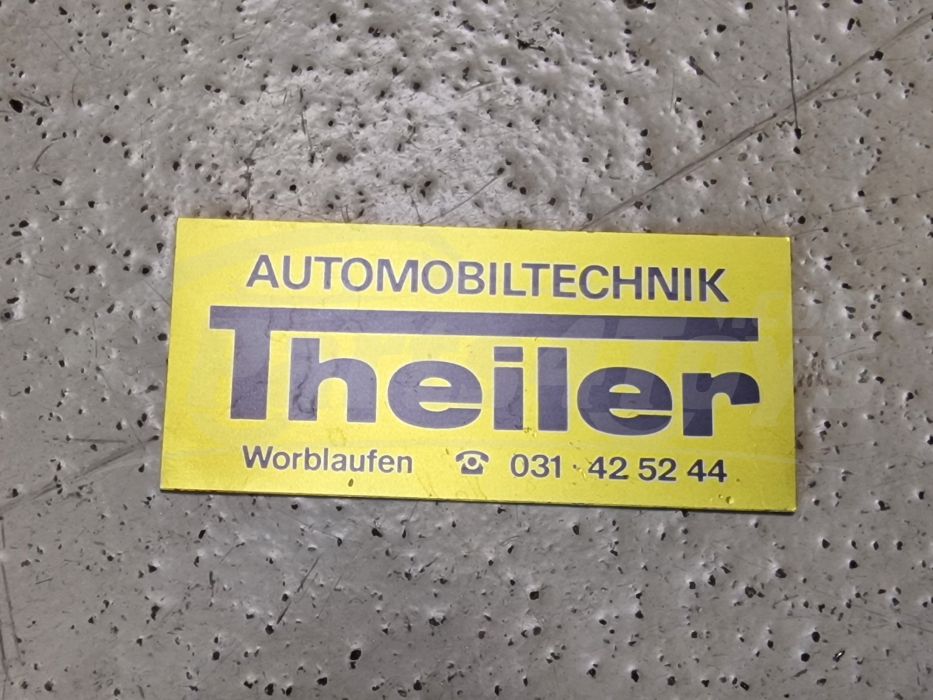 AUTOMOBILTECHNIK
Theiler
Worblaufen ☎ 031 · 42 52 44